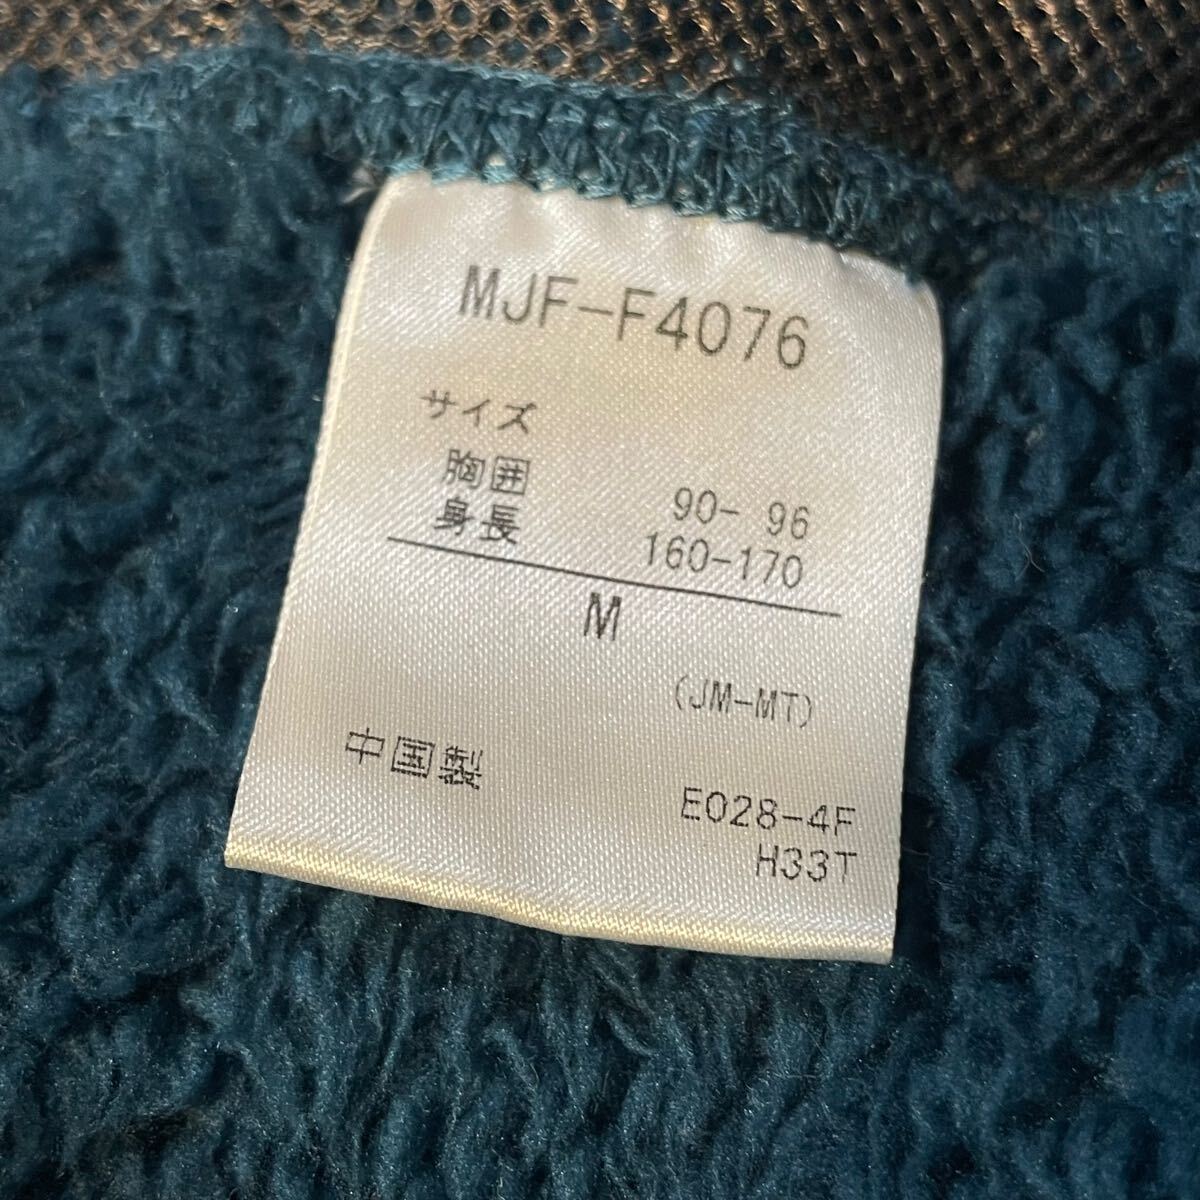 MJF-F4076
サイズ
胸囲 90- 96
身長 160-170
M
(JM-MT)
中国製
E028-4F
H33T